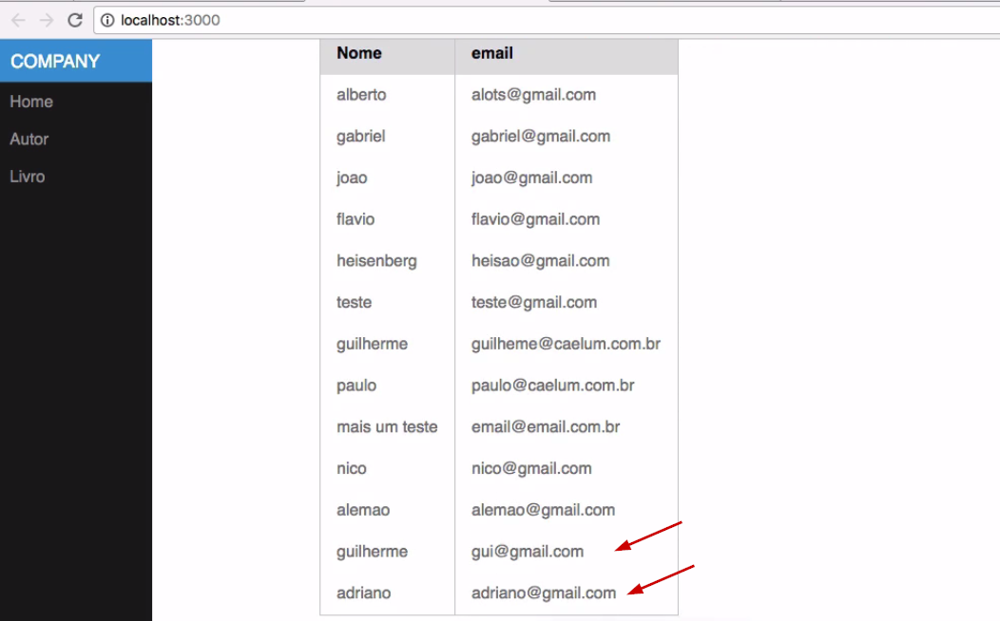 localhost:3000
COMPANY
Home
Autor
Livro
Nome email
alberto alots@gmail.com
gabriel gabriel@gmail.com
joao joao@gmail.com
flavio flavio@gmail.com
heisenberg heisao@gmail.com
teste teste@gmail.com
guilherme guilheme@caelum.com.br
paulo paulo@caelum.com.br
mais um teste email@email.com.br
nico nico@gmail.com
alemao alemao@gmail.com
guilherme gui@gmail.com
adriano adriano@gmail.com